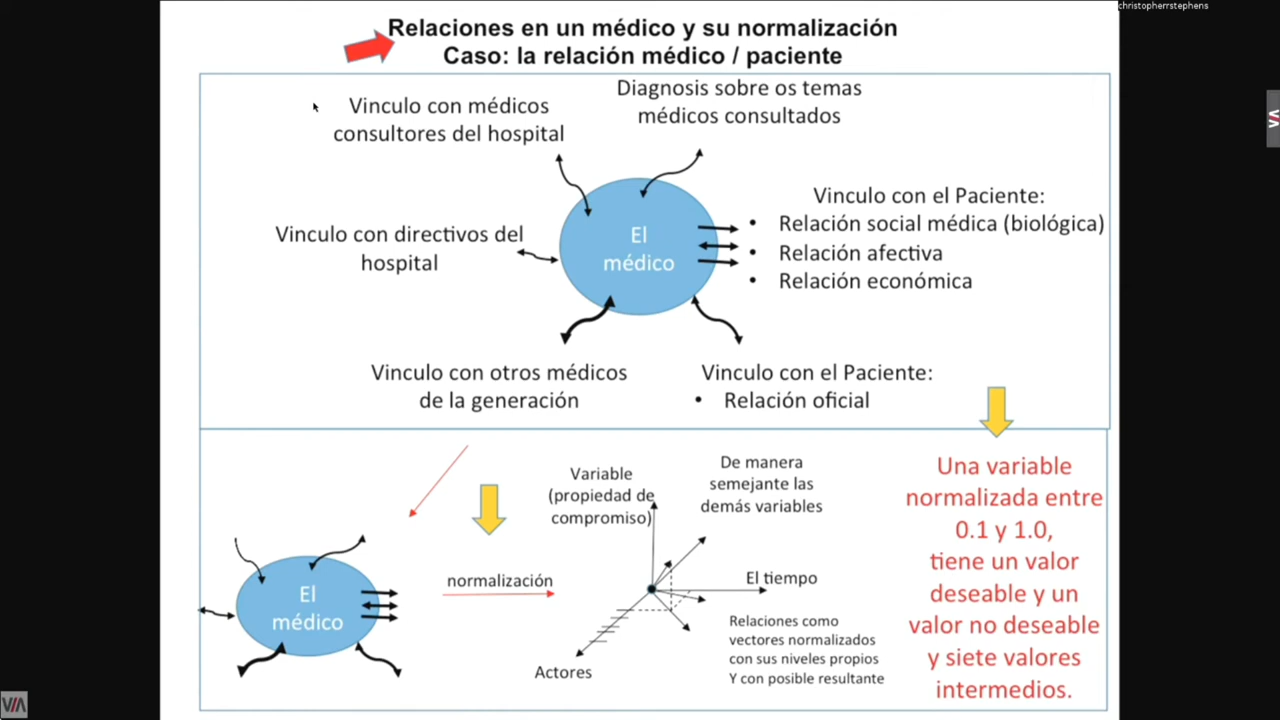 christopherrstephens
Relaciones en un médico y su normalización
Caso: la relación médico / paciente
Vinculo con médicos
consultores del hospital
Diagnosis sobre os temas
médicos consultados
Vinculo con directivos del
hospital
El
médico
Vinculo con el Paciente:
• Relación social médica (biológica)
• Relación afectiva
• Relación económica
Vinculo con otros médicos
de la generación
Vinculo con el Paciente:
• Relación oficial
El
médico
normalización
Variable
(propiedad de
compromiso)
De manera
semejante las
demás variables
El tiempo
Relaciones como
vectores normalizados
con sus niveles propios
Y con posible resultante
Actores
Una variable
normalizada entre
0.1 y 1.0,
tiene un valor
deseable y un
valor no deseable
y siete valores
intermedios.
VIA